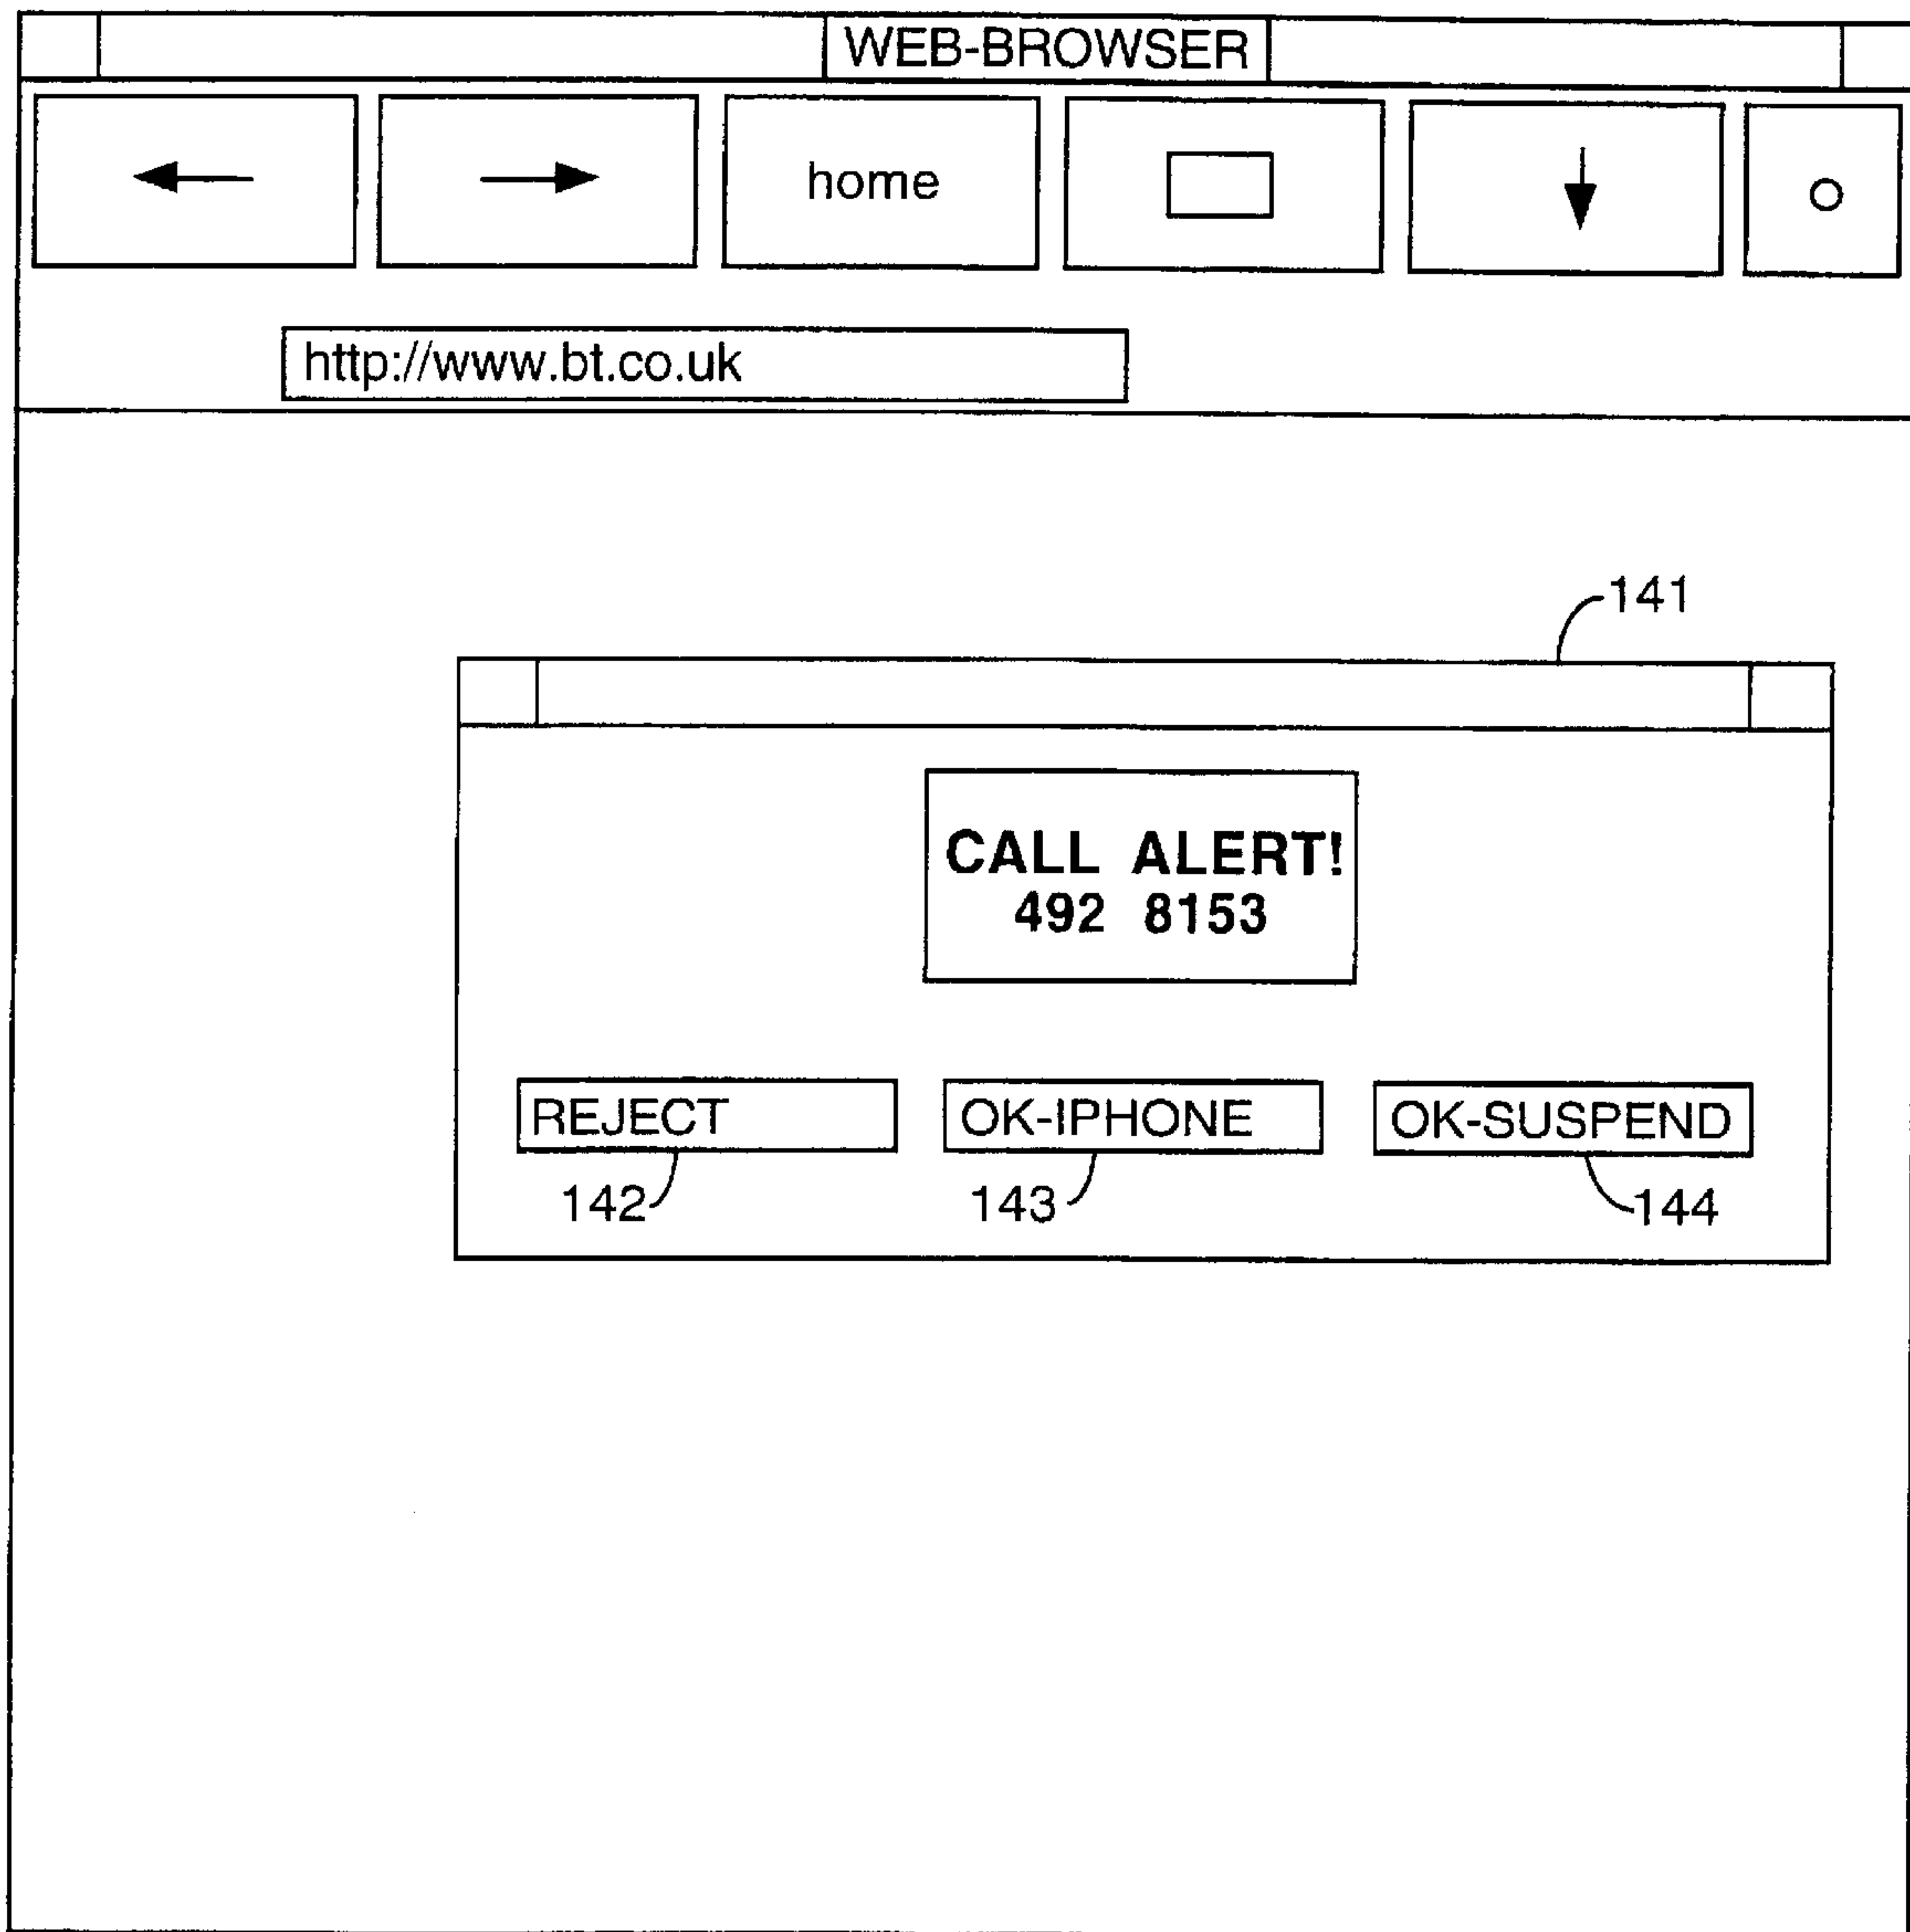 WEB-BROWSER
home
http://www.bt.co.uk
141
CALL ALERT!
492 8153
REJECT
OK-IPHONE
OK-SUSPEND
142
143
144